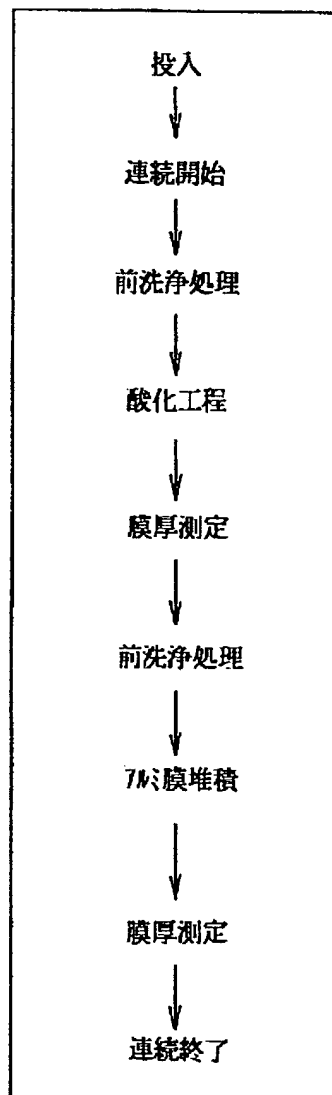 投入
連続開始
前洗浄処理
酸化工程
膜厚測定
前洗浄処理
ｱﾙﾐ膜堆積
膜厚測定
連続終了